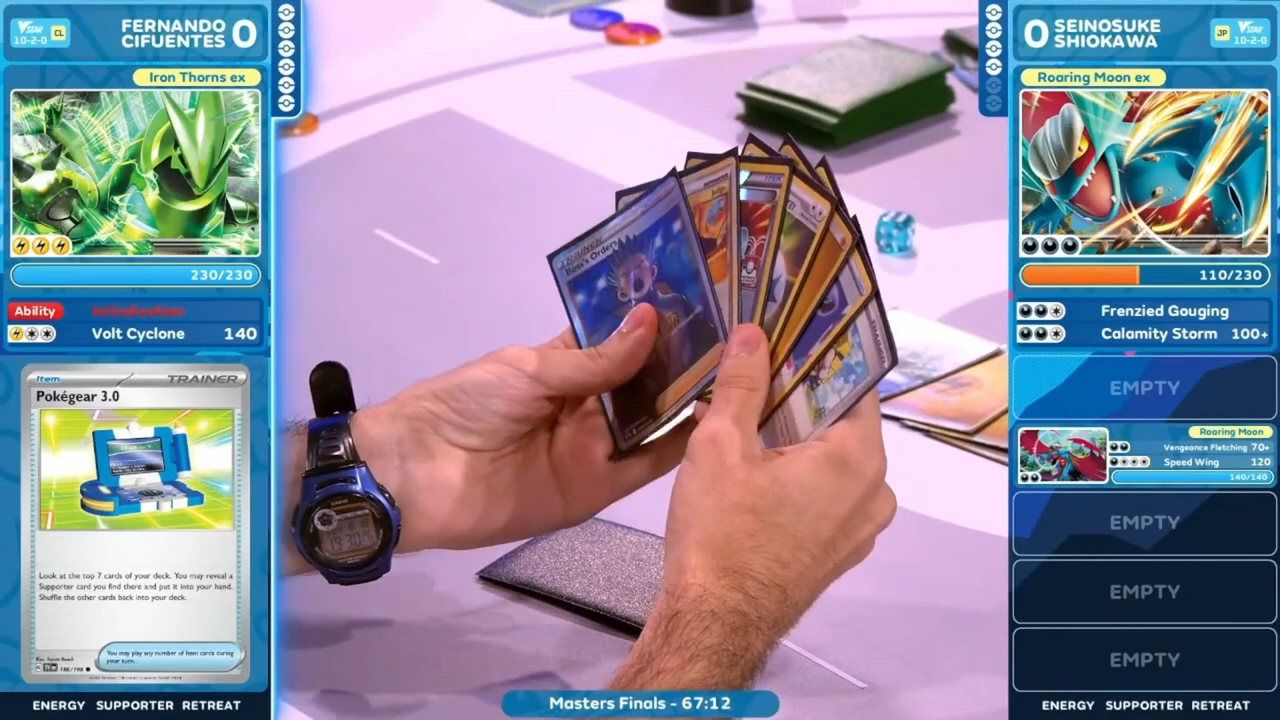 VSTAR
10-2-0
CL
FERNANDO
CIFUENTES
0
Iron Thorns ex
230/230
Ability
Initialization
Volt Cyclone 140
Item
TRAINER
Pokégear 3.0
Look at the top 7 cards of your deck. You may reveal a
Supporter card you find there and put it into your hand.
Shuffle the other cards back into your deck.
You may play any number of Item cards during
your turn.
186/198
ENERGY SUPPORTER RETREAT
TRAINER
Boss's Orders
Judge
ITEM
Masters Finals - 67:12
0
SEINOSUKE
SHIOKAWA
JP
VSTAR
10-2-0
Roaring Moon ex
110/230
Frenzied Gouging
Calamity Storm 100+
EMPTY
Roaring Moon
Vengeance Fletching 70+
Speed Wing 120
140/140
EMPTY
EMPTY
EMPTY
ENERGY SUPPORTER RETREAT